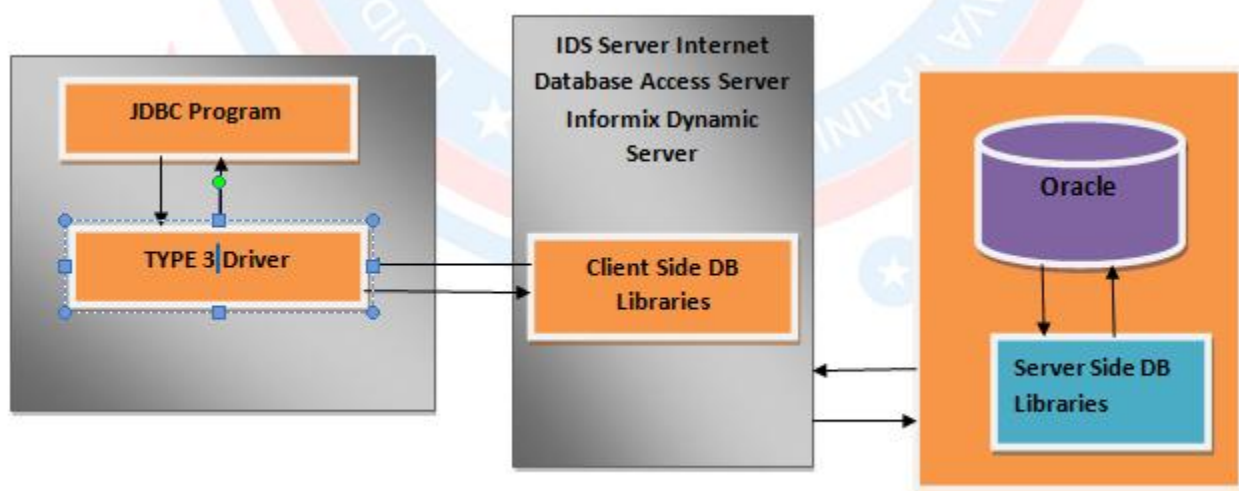 JDBC Program
TYPE 3 Driver
IDS Server Internet
Database Access Server
Informix Dynamic
Server
Client Side DB
Libraries
Oracle
Server Side DB
Libraries